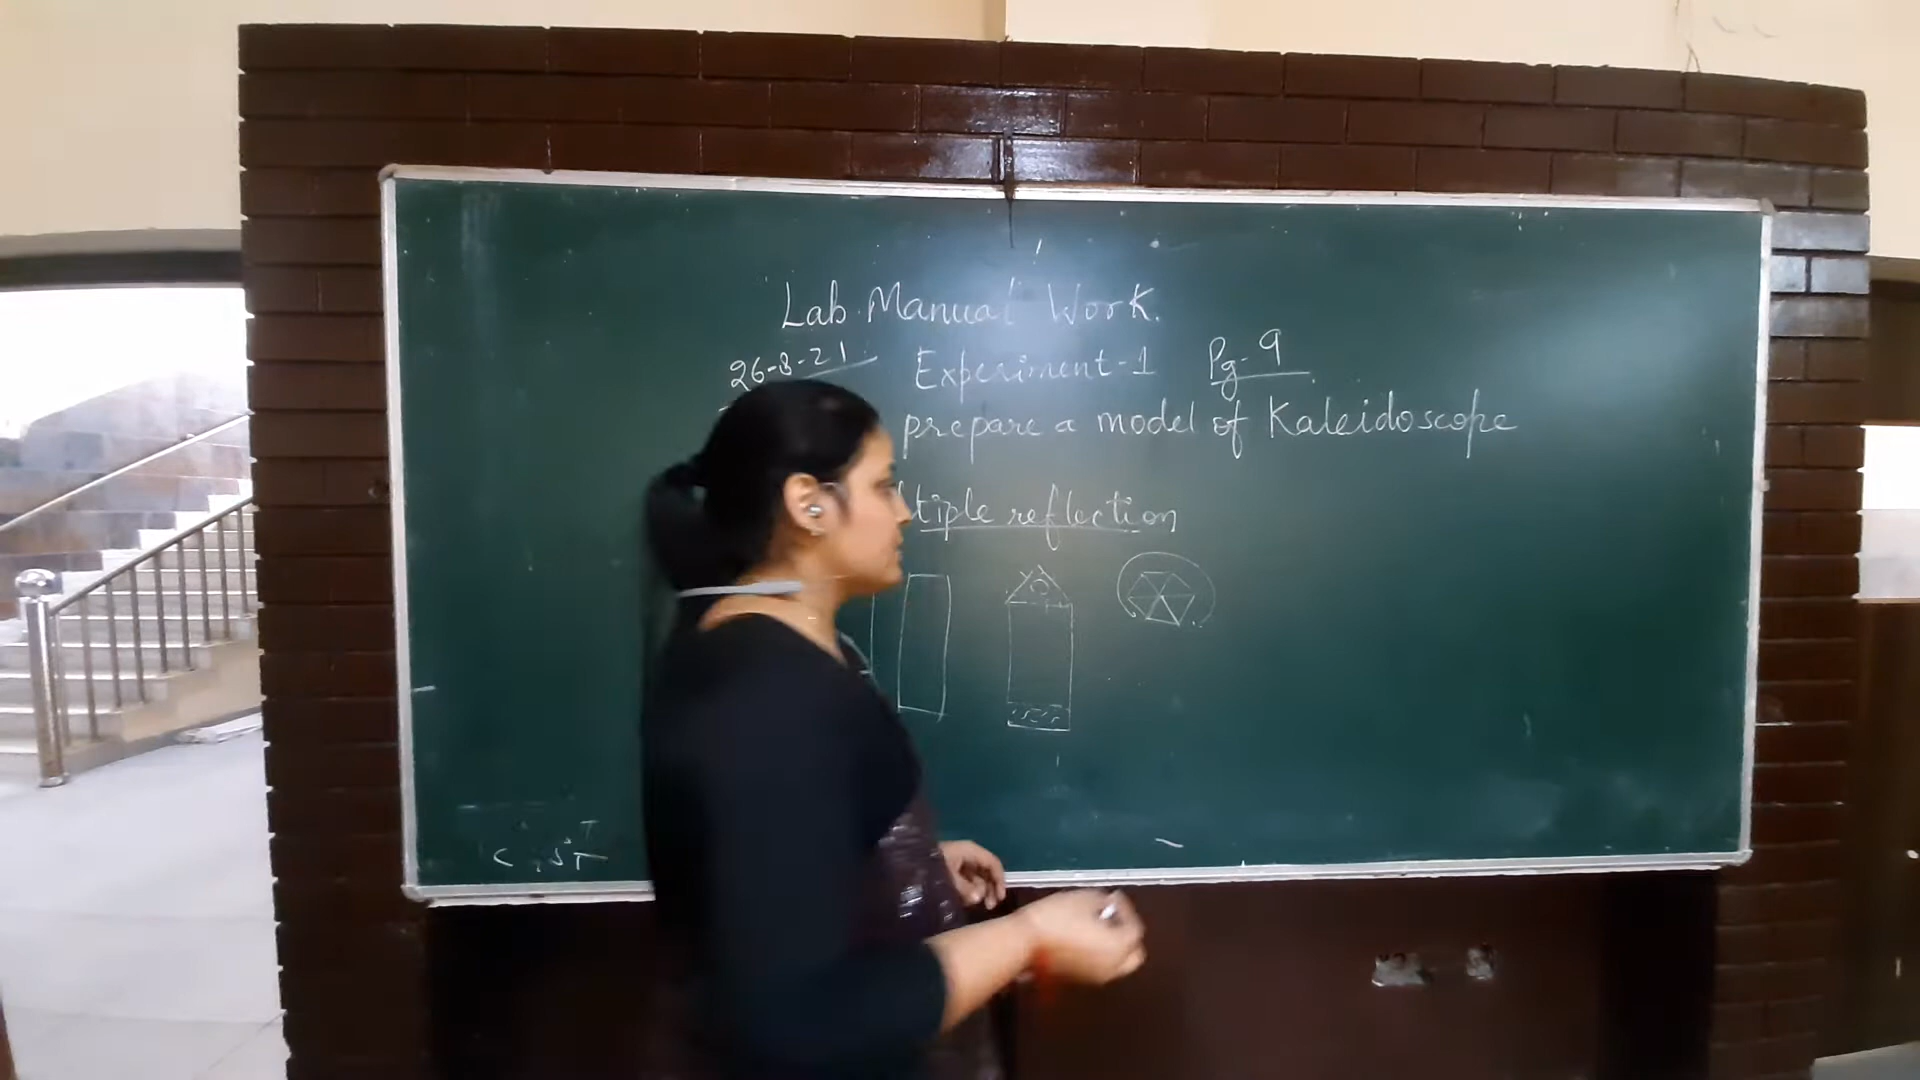 Lab Manual Work.
26-8-21 Experiment-1 Pg-9
prepare a model of Kaleidoscope
tiple reflection